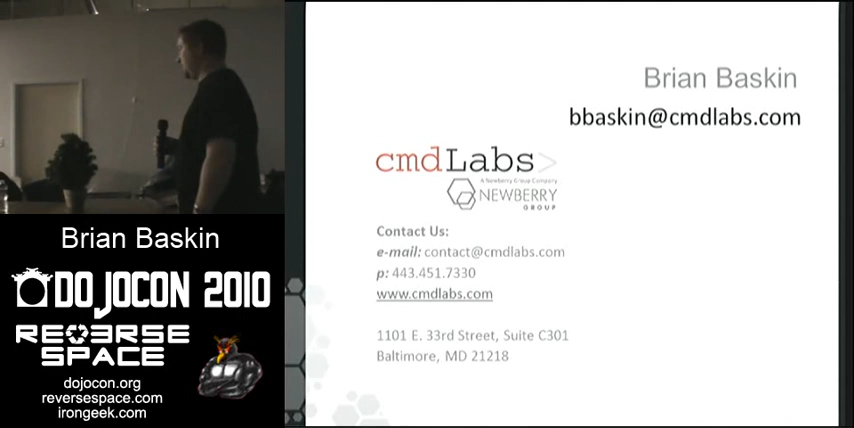 Brian Baskin
bbaskin@cmdlabs.com
cmdLabs>
A Newberry Group Company
NEWBERRY
GROUP
Contact Us:
e-mail: contact@cmdlabs.com
p: 443.451.7330
www.cmdlabs.com
1101 E. 33rd Street, Suite C301
Baltimore, MD 21218
Brian Baskin
DOJOCON 2010
REVERSE
SPACE
dojocon.org
reversespace.com
irongeek.com